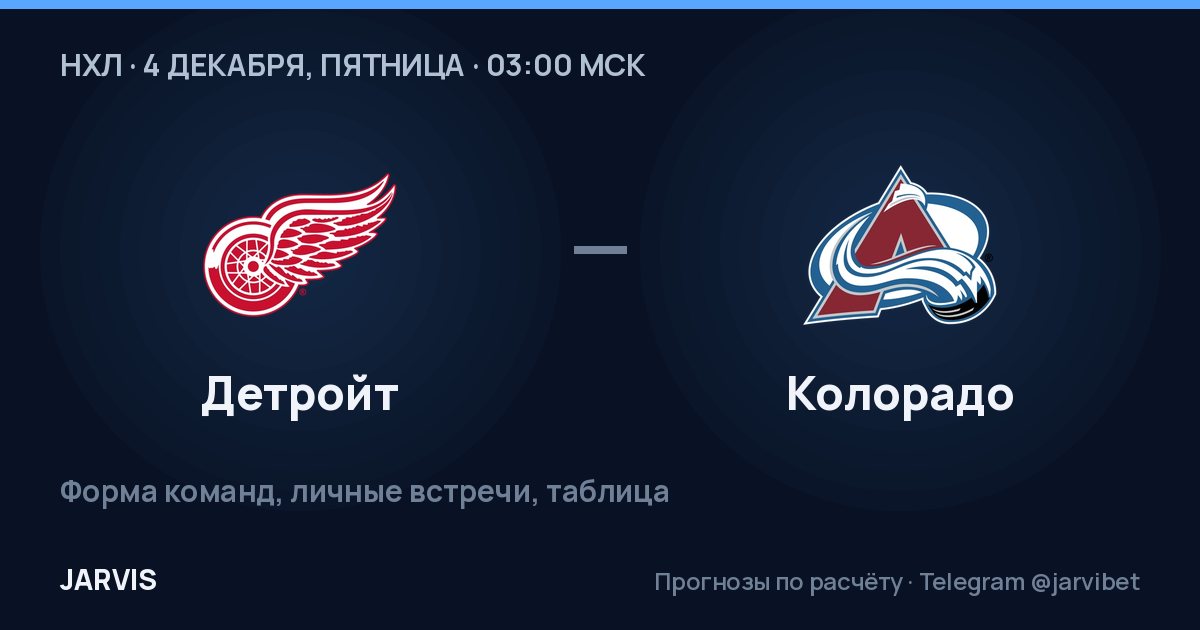 НХЛ · 4 ДЕКАБРЯ, ПЯТНИЦА · 03:00 МСК
—
Детройт
Колорадо
Форма команд, личные встречи, таблица
JARVIS
Прогнозы по расчёту · Telegram @jarvibet